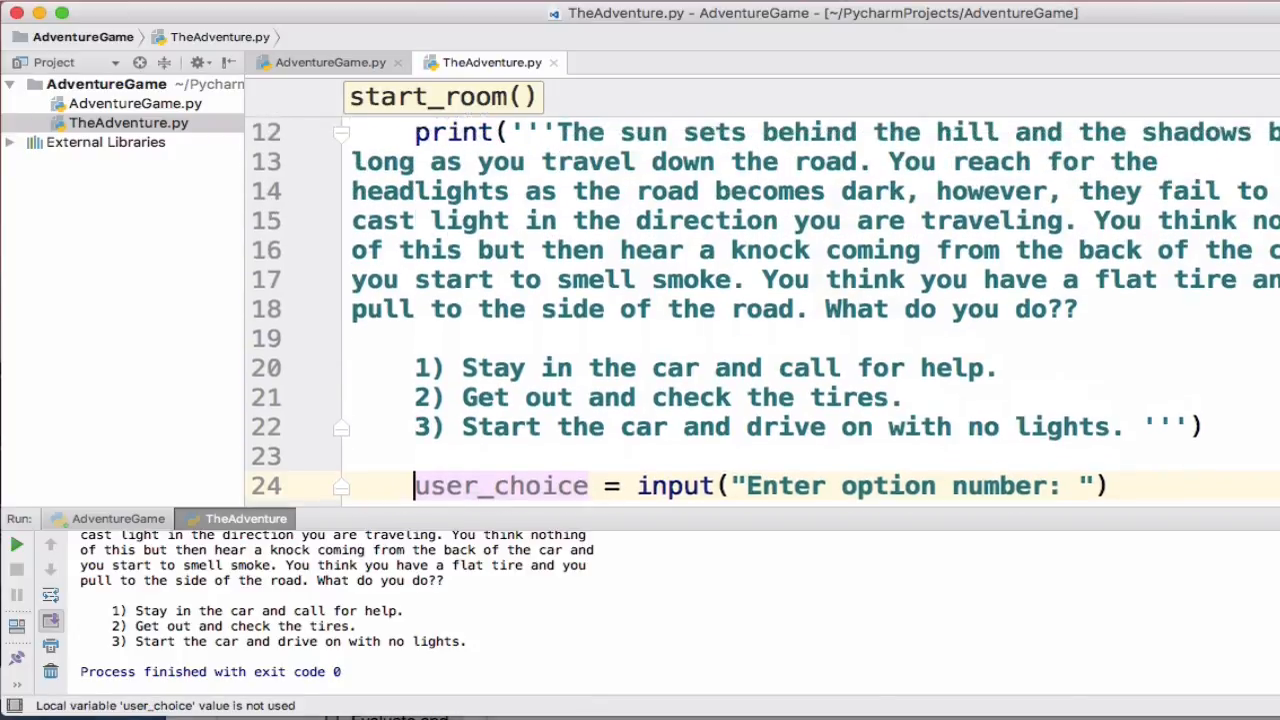 TheAdventure.py - AdventureGame - [~/PycharmProjects/AdventureGame]
AdventureGame TheAdventure.py
Project AdventureGame.py TheAdventure.py
AdventureGame ~/Pycharm
AdventureGame.py
TheAdventure.py
External Libraries
start_room()
12 print('''The sun sets behind the hill and the shadows b
13 long as you travel down the road. You reach for the
14 headlights as the road becomes dark, however, they fail to
15 cast light in the direction you are traveling. You think no
16 of this but then hear a knock coming from the back of the c
17 you start to smell smoke. You think you have a flat tire an
18 pull to the side of the road. What do you do??
19
20 1) Stay in the car and call for help.
21 2) Get out and check the tires.
22 3) Start the car and drive on with no lights. ''')
23
24 user_choice = input("Enter option number: ")
Run: AdventureGame TheAdventure
cast light in the direction you are traveling. You think nothing
of this but then hear a knock coming from the back of the car and
you start to smell smoke. You think you have a flat tire and you
pull to the side of the road. What do you do??
1) Stay in the car and call for help.
2) Get out and check the tires.
3) Start the car and drive on with no lights.
Process finished with exit code 0
Local variable 'user_choice' value is not used